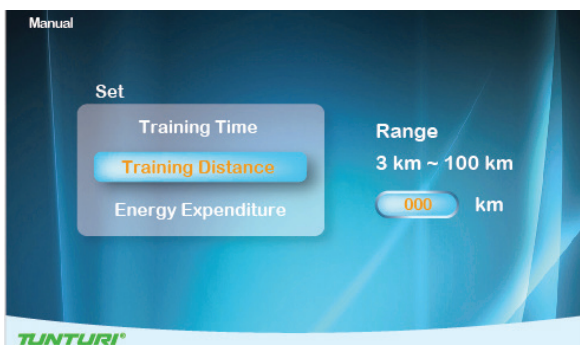 Manual
Set
Training Time
Training Distance
Energy Expenditure
Range
3 km ~ 100 km
000 km
TUNTURI®